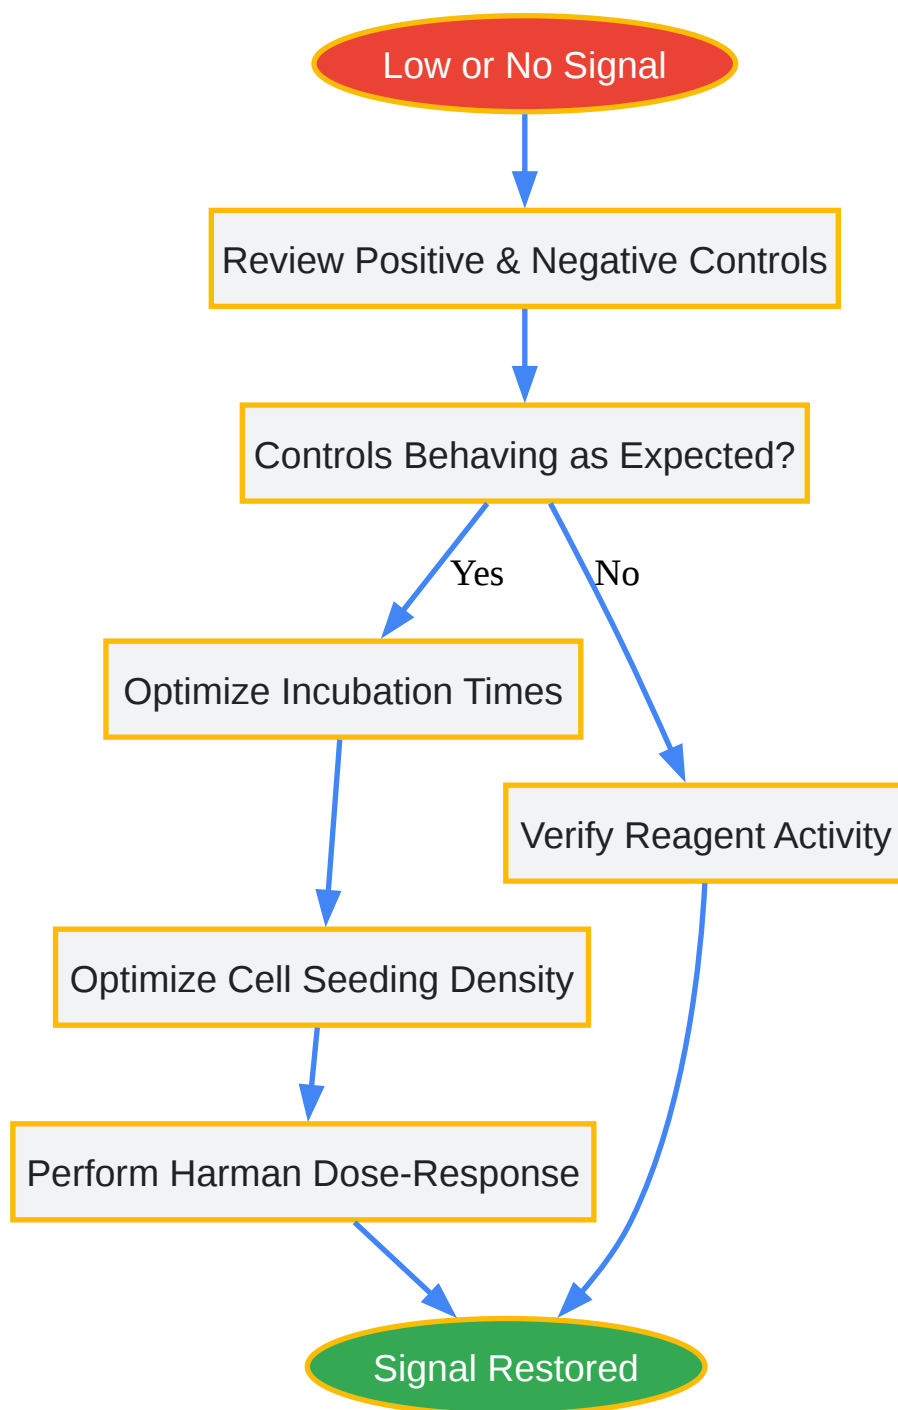 Low or No Signal
Review Positive & Negative Controls
Controls Behaving as Expected?
Yes
No
Optimize Incubation Times
Verify Reagent Activity
Optimize Cell Seeding Density
Perform Harman Dose-Response
Signal Restored